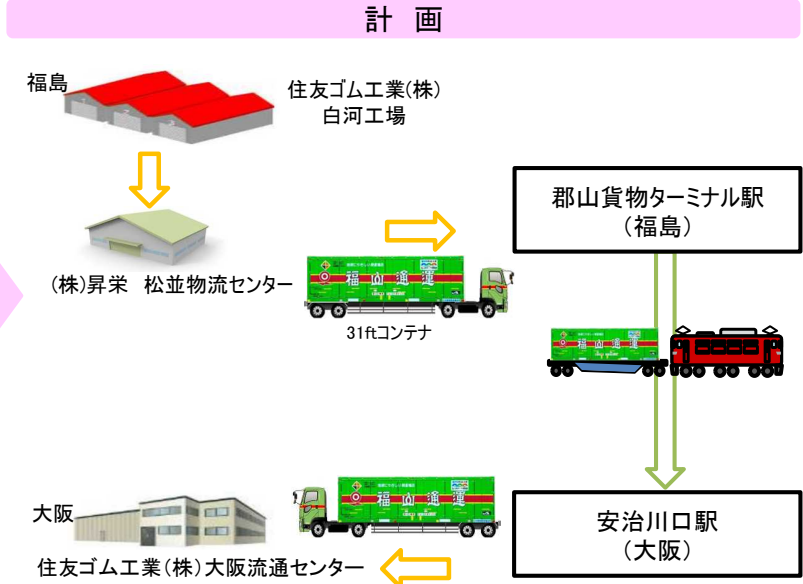 計 画
福島
住友ゴム工業(株)
白河工場
(株)昇栄 松並物流センター
福山通運
31ftコンテナ
郡山貨物ターミナル駅
(福島)
福山通運
福山通運
大阪
住友ゴム工業(株)大阪流通センター
安治川口駅
(大阪)